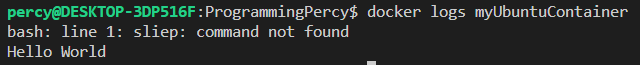 percy@DESKTOP-3DP516F:ProgrammingPercy$ docker logs myUbuntuContainer
bash: line 1: sliep: command not found
Hello World